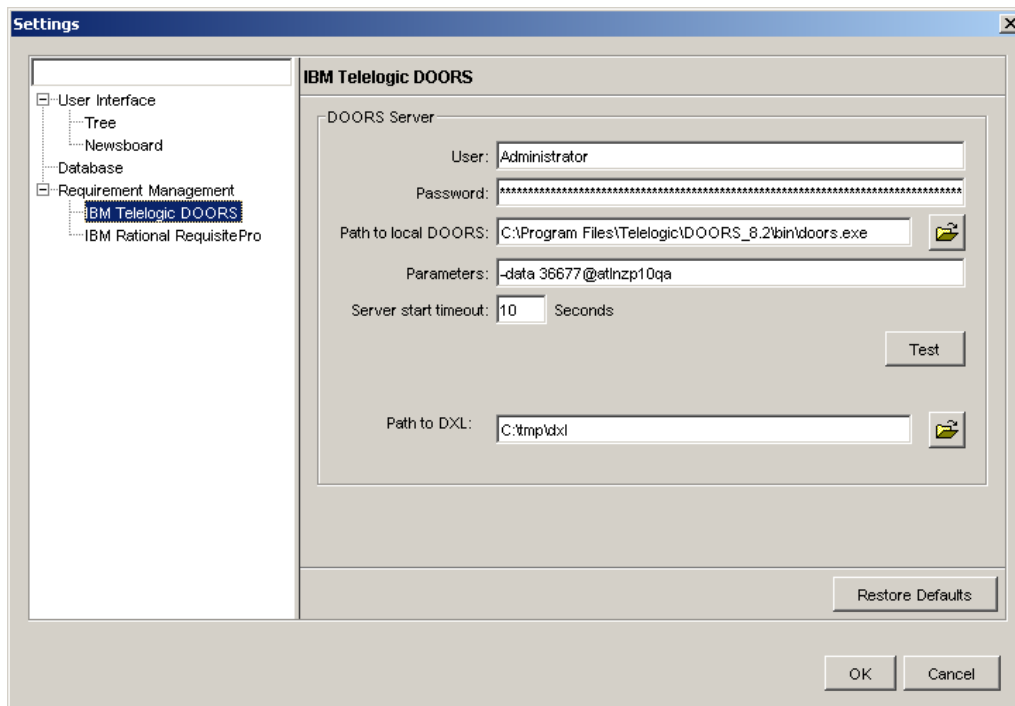 Settings
User Interface
Tree
Newsboard
Database
Requirement Management
IBM Telelogic DOORS
IBM Rational RequisitePro
IBM Telelogic DOORS
DOORS Server
User: Administrator
Password: ************************************************************************************
Path to local DOORS: C:\Program Files\Telelogic\DOORS_8.2\bin\doors.exe
Parameters: -data 36677@atlnzp10qa
Server start timeout: 10 Seconds
Test
Path to DXL: C:\tmp\dxl
Restore Defaults
OK Cancel